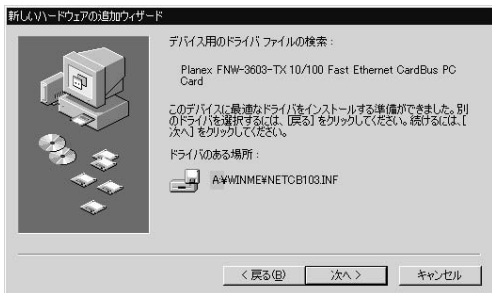 新しいハードウェアの追加ウィザード
デバイス用のドライバ ファイルの検索 :
Planex FNW-3603-TX 10/100 Fast Ethernet CardBus PC
Card
このデバイスに最適なドライバをインストールする準備ができました。別
のドライバを選択するには、[戻る] をクリックしてください。続けるには、[
次へ] をクリックしてください。
ドライバのある場所 :
A:¥WINME¥NETCB103.INF
< 戻る(B)
次へ >
キャンセル